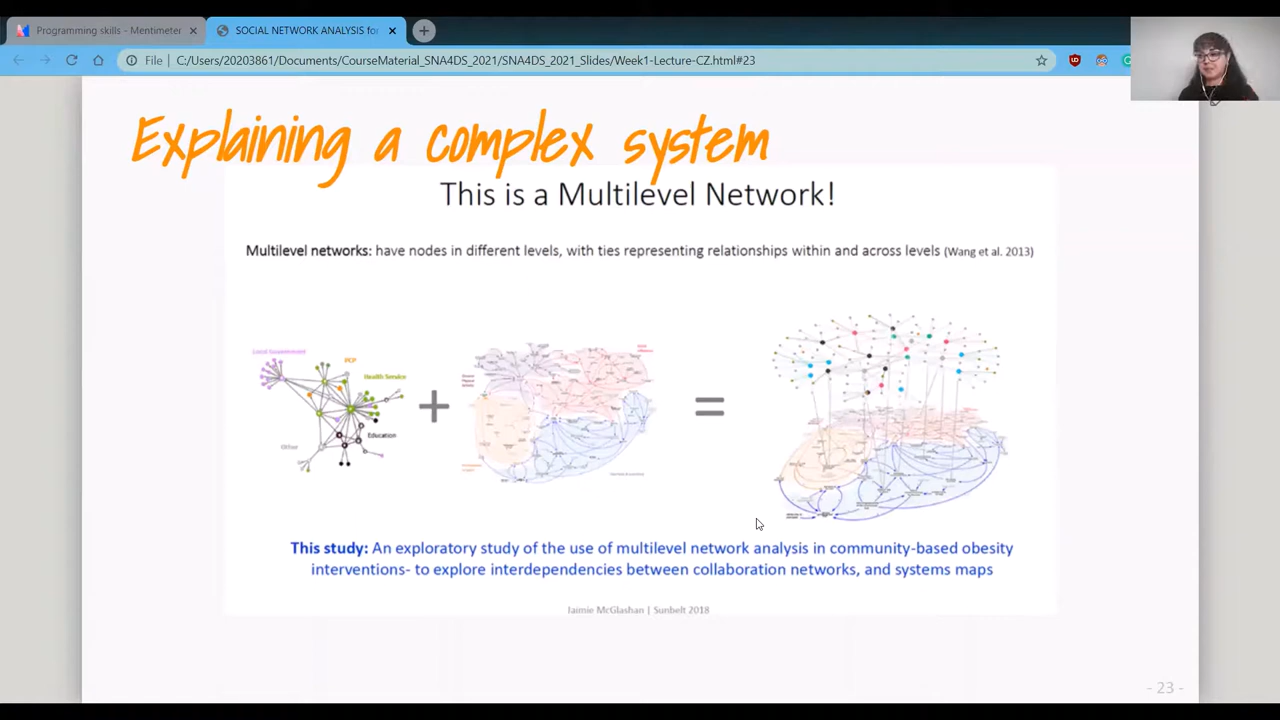 Programming skills - Mentimeter
SOCIAL NETWORK ANALYSIS for
File
C:/Users/20203861/Documents/CourseMaterial_SNA4DS_2021/SNA4DS_2021_Slides/Week1-Lecture-CZ.html#23
Explaining a complex system
This is a Multilevel Network!
Multilevel networks: have nodes in different levels, with ties representing relationships within and across levels (Wang et al. 2013)
Local Government
PCP
Health Service
Education
Other
+
=
This study: An exploratory study of the use of multilevel network analysis in community-based obesity
interventions- to explore interdependencies between collaboration networks, and systems maps
Jaimie McGlashan | Sunbelt 2018
- 23 -